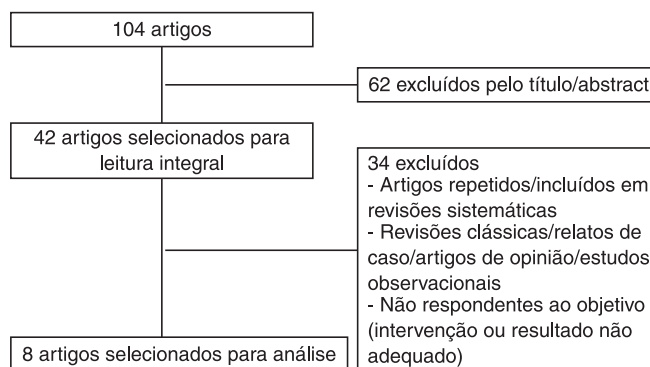 104 artigos
62 excluídos pelo título/abstract
42 artigos selecionados para
leitura integral
34 excluídos
- Artigos repetidos/incluídos em
revisões sistemáticas
- Revisões clássicas/relatos de
caso/artigos de opinião/estudos
observacionais
- Não respondentes ao objetivo
(intervenção ou resultado não
adequado)
8 artigos selecionados para análise